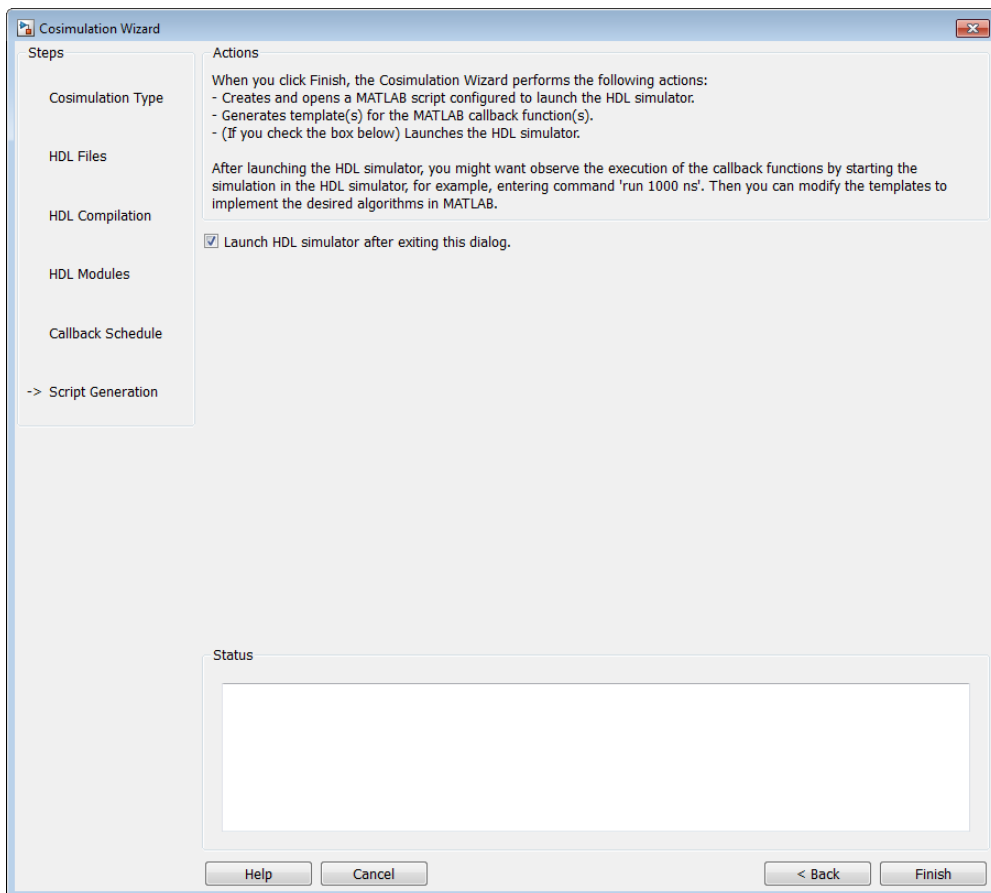 Cosimulation Wizard
Steps
Cosimulation Type
HDL Files
HDL Compilation
HDL Modules
Callback Schedule
-> Script Generation
Actions
When you click Finish, the Cosimulation Wizard performs the following actions:
- Creates and opens a MATLAB script configured to launch the HDL simulator.
- Generates template(s) for the MATLAB callback function(s).
- (If you check the box below) Launches the HDL simulator.
After launching the HDL simulator, you might want observe the execution of the callback functions by starting the
simulation in the HDL simulator, for example, entering command 'run 1000 ns'. Then you can modify the templates to
implement the desired algorithms in MATLAB.
Launch HDL simulator after exiting this dialog.
Status
Help Cancel < Back Finish